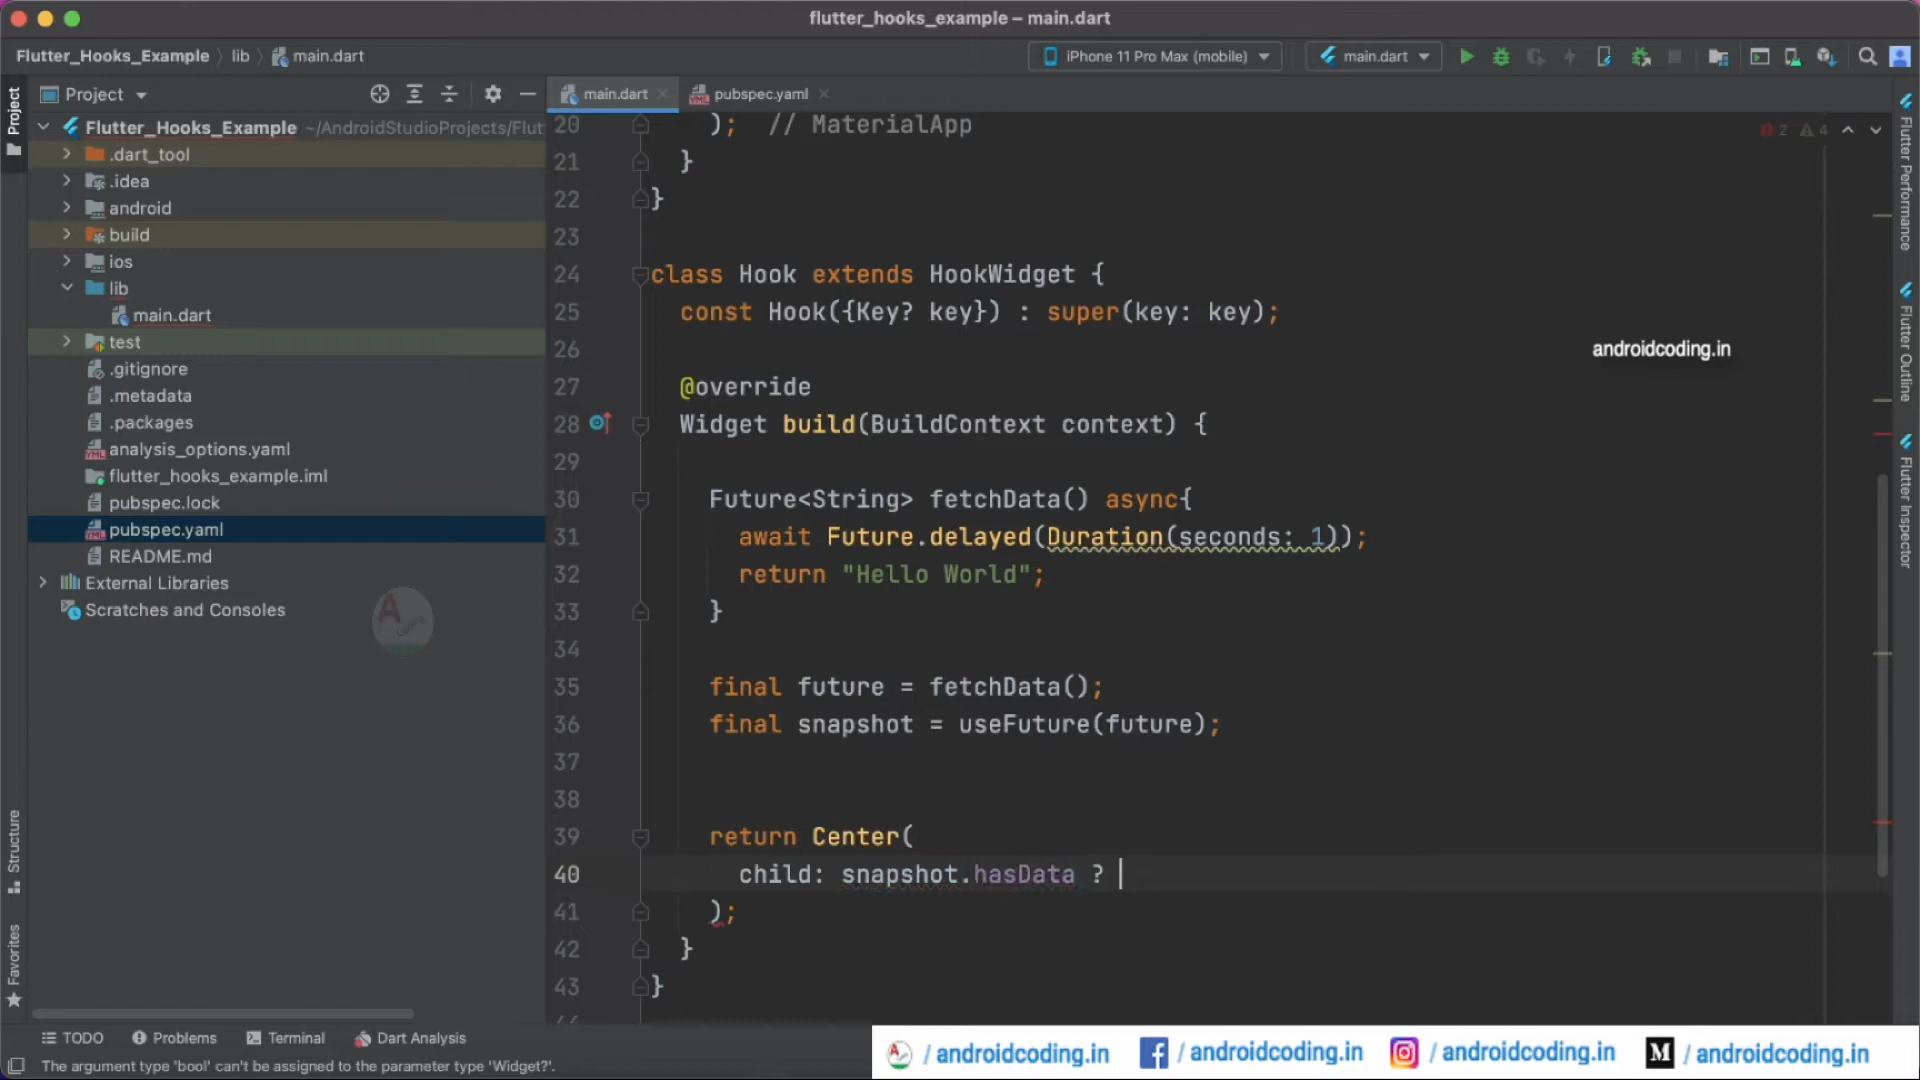 flutter_hooks_example – main.dart
Flutter_Hooks_Example lib main.dart
iPhone 11 Pro Max (mobile) main.dart
Project
Project
main.dart pubspec.yaml
Flutter_Hooks_Example ~/AndroidStudioProjects/Flut
.dart_tool
.idea
android
build
ios
lib
main.dart
test
.gitignore
.metadata
.packages
analysis_options.yaml
flutter_hooks_example.iml
pubspec.lock
pubspec.yaml
README.md
External Libraries
Scratches and Consoles
Structure
Favorites
20 ); // MaterialApp
21 }
22 }
23
24 class Hook extends HookWidget {
25 const Hook({Key? key}) : super(key: key);
26
27 @override
28 Widget build(BuildContext context) {
29
30 Future<String> fetchData() async{
31 await Future.delayed(Duration(seconds: 1));
32 return "Hello World";
33 }
34
35 final future = fetchData();
36 final snapshot = useFuture(future);
37
38
39 return Center(
40 child: snapshot.hasData ?
41 );
42 }
43 }
2 4
androidcoding.in
Flutter Performance
Flutter Outline
Flutter Inspector
TODO Problems Terminal Dart Analysis
The argument type 'bool' can't be assigned to the parameter type 'Widget?'.
/ androidcoding.in / androidcoding.in / androidcoding.in M / androidcoding.in